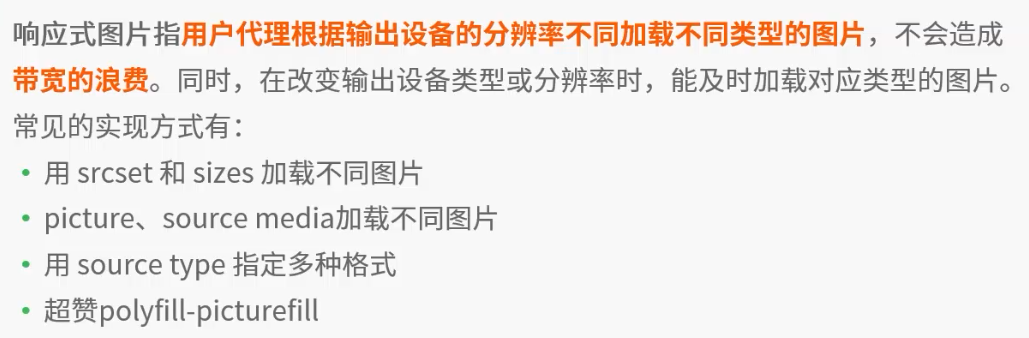 响应式图片指用户代理根据输出设备的分辨率不同加载不同类型的图片，不会造成
带宽的浪费。同时，在改变输出设备类型或分辨率时，能及时加载对应类型的图片。
常见的实现方式有：
• 用 srcset 和 sizes 加载不同图片
• picture、source media加载不同图片
• 用 source type 指定多种格式
• 超赞polyfill-picturefill